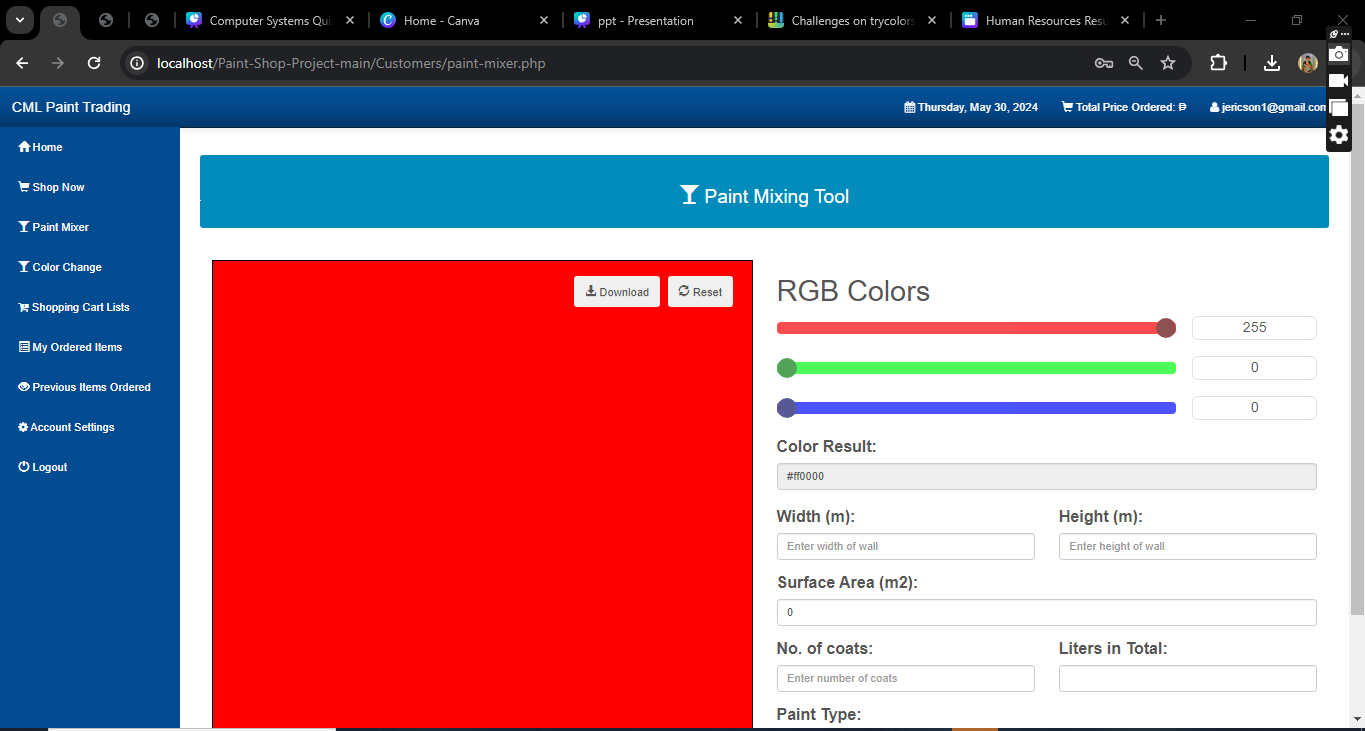 Computer Systems Qui
Home - Canva
ppt - Presentation
Challenges on trycolors
Human Resources Resu
localhost/Paint-Shop-Project-main/Customers/paint-mixer.php
CML Paint Trading
Thursday, May 30, 2024
Total Price Ordered: ₱
jericson1@gmail.com
Home
Shop Now
Paint Mixer
Color Change
Shopping Cart Lists
My Ordered Items
Previous Items Ordered
Account Settings
Logout
Paint Mixing Tool
Download
Reset
RGB Colors
255
0
0
Color Result:
#ff0000
Width (m):
Height (m):
Enter width of wall
Enter height of wall
Surface Area (m2):
0
No. of coats:
Liters in Total:
Enter number of coats
Paint Type: